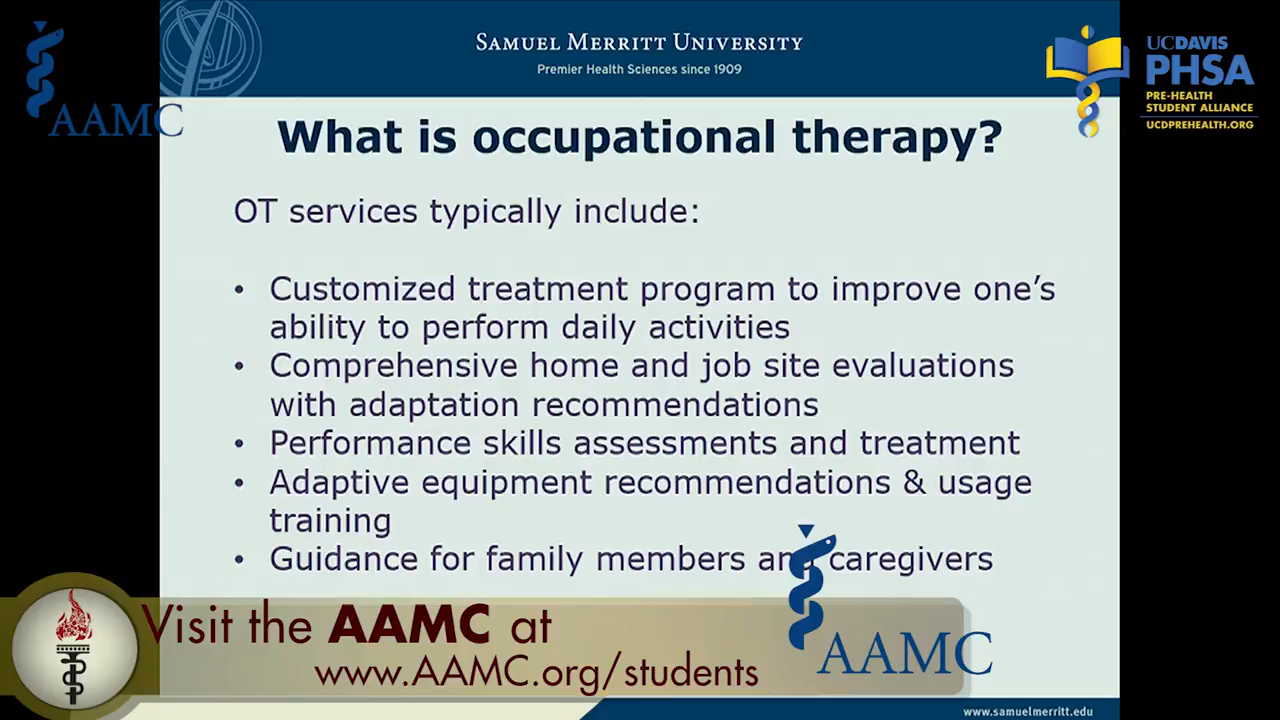 SAMUEL MERRITT UNIVERSITY
Premier Health Sciences since 1909
AAMC
UCDAVIS
PHSA
PRE-HEALTH
STUDENT ALLIANCE
UCDPREHEALTH.ORG
What is occupational therapy?
OT services typically include:
• Customized treatment program to improve one's
ability to perform daily activities
• Comprehensive home and job site evaluations
with adaptation recommendations
• Performance skills assessments and treatment
• Adaptive equipment recommendations & usage
training
• Guidance for family members and caregivers
Visit the AAMC at
www.AAMC.org/students
AAMC
www.samuelmerritt.edu